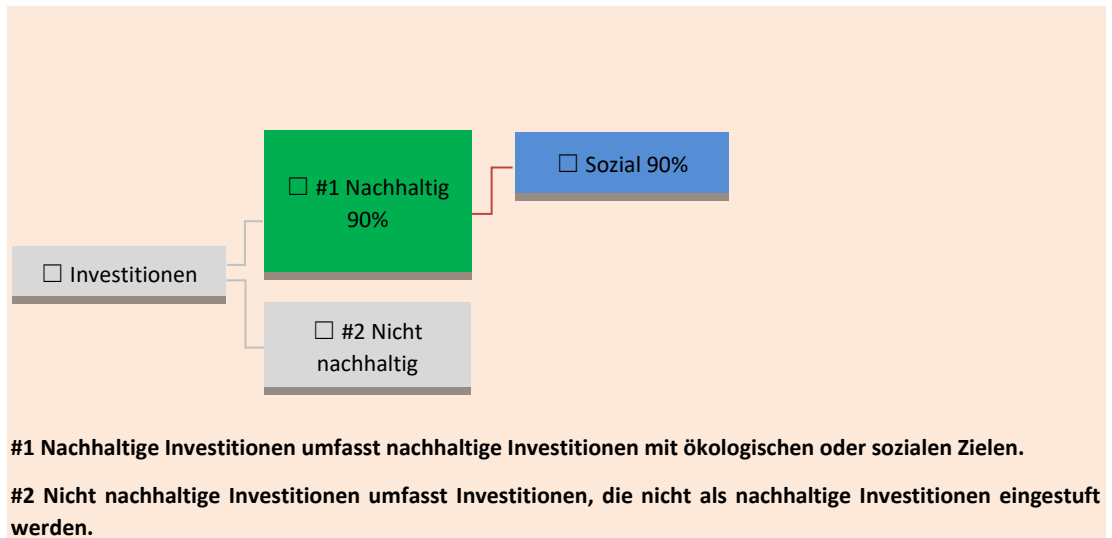 ☐ #1 Nachhaltig
90%
☐ Sozial 90%
☐ Investitionen
☐ #2 Nicht
nachhaltig
#1 Nachhaltige Investitionen umfasst nachhaltige Investitionen mit ökologischen oder sozialen Zielen.
#2 Nicht nachhaltige Investitionen umfasst Investitionen, die nicht als nachhaltige Investitionen eingestuft
werden.